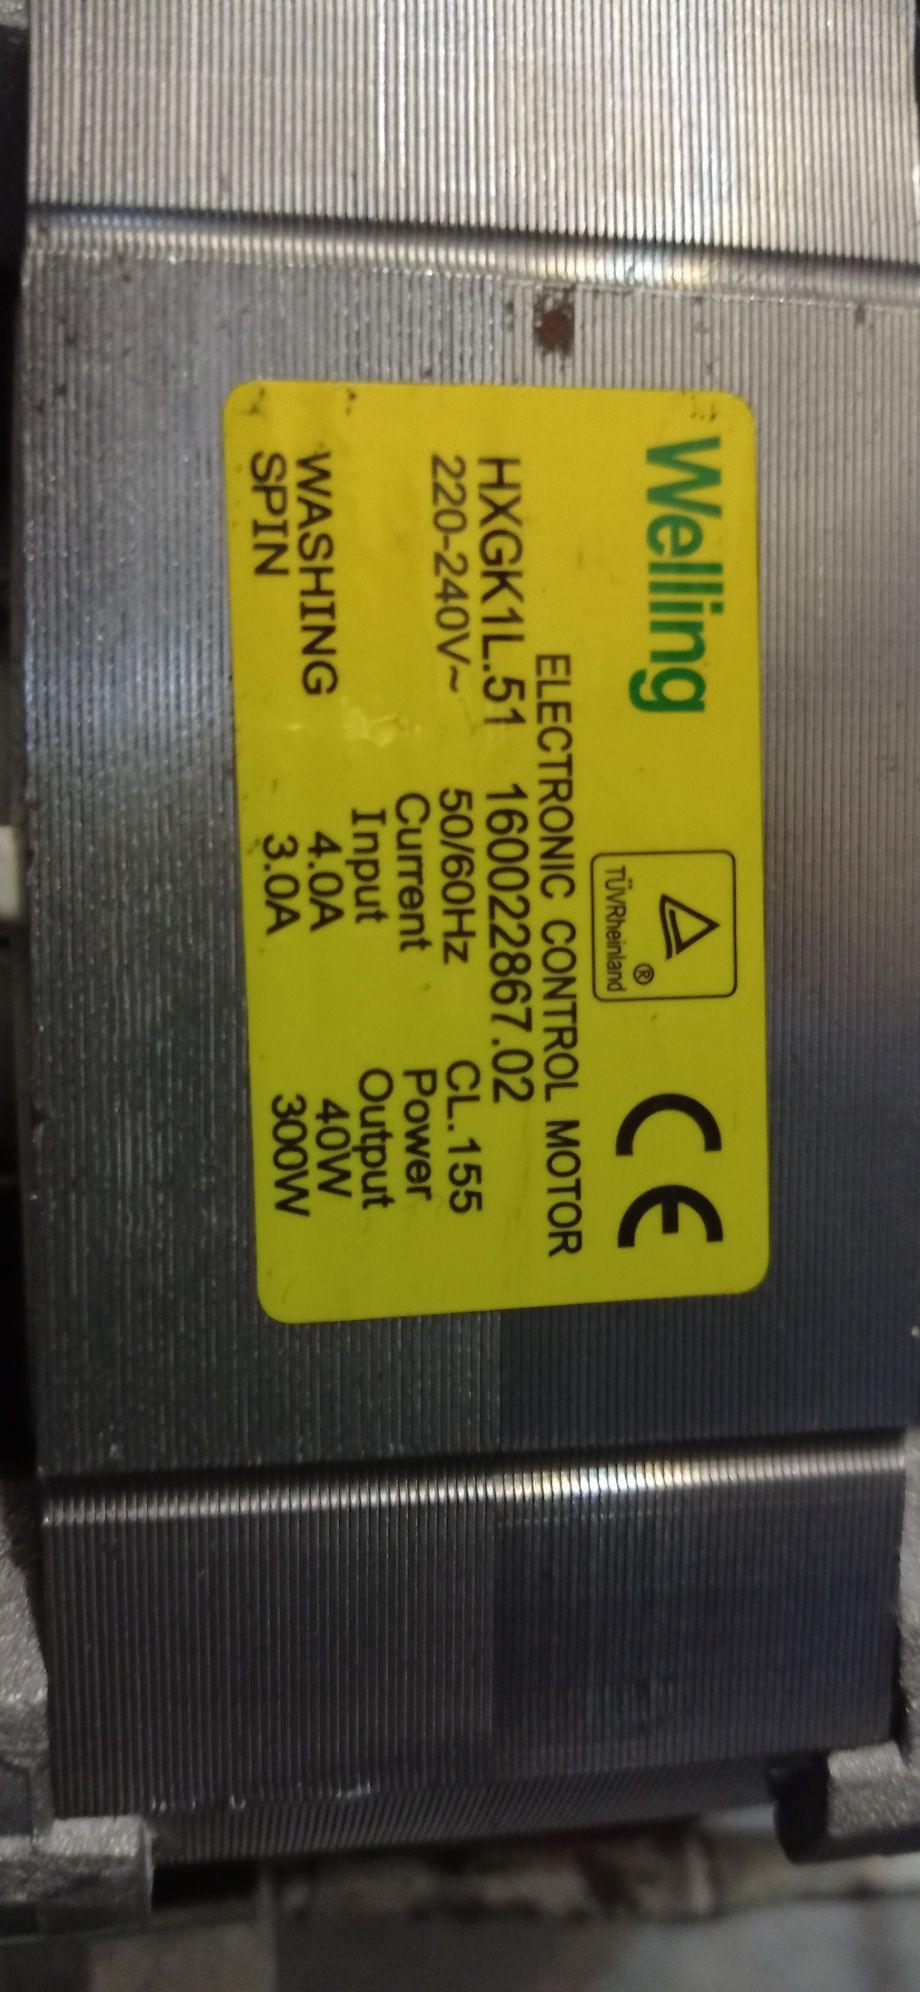 Welling
TÜVRheinland
®
CE
ELECTRONIC CONTROL MOTOR
HXGK1L.51 160022867.02
220-240V~ 50/60Hz CL.155
Current Power
Input Output
WASHING 4.0A 40W
SPIN 3.0A 300W